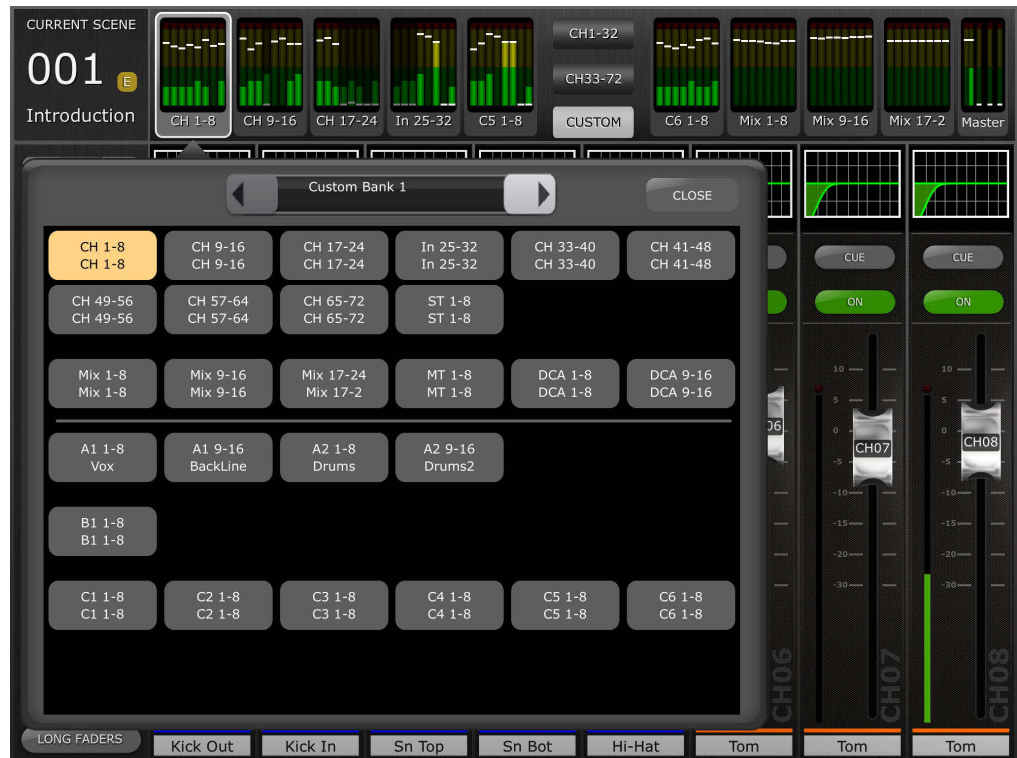 CURRENT SCENE
001 E
Introduction
CH 1-8
CH 9-16
CH 17-24
In 25-32
C5 1-8
CH1-32
CH33-72
CUSTOM
C6 1-8
Mix 1-8
Mix 9-16
Mix 17-2
Master
Custom Bank 1
CLOSE
CH 1-8
CH 1-8
CH 9-16
CH 9-16
CH 17-24
CH 17-24
In 25-32
In 25-32
CH 33-40
CH 33-40
CH 41-48
CH 41-48
CH 49-56
CH 49-56
CH 57-64
CH 57-64
CH 65-72
CH 65-72
ST 1-8
ST 1-8
Mix 1-8
Mix 1-8
Mix 9-16
Mix 9-16
Mix 17-24
Mix 17-2
MT 1-8
MT 1-8
DCA 1-8
DCA 1-8
DCA 9-16
DCA 9-16
A1 1-8
Vox
A1 9-16
BackLine
A2 1-8
Drums
A2 9-16
Drums2
B1 1-8
B1 1-8
C1 1-8
C1 1-8
C2 1-8
C2 1-8
C3 1-8
C3 1-8
C4 1-8
C4 1-8
C5 1-8
C5 1-8
C6 1-8
C6 1-8
06
CH06
CUE
ON
10
5
0
-5
-10
-15
-20
-30
CH07
CH07
CUE
ON
10
5
0
-5
-10
-15
-20
-30
CH08
CH08
LONG FADERS
Kick Out
Kick In
Sn Top
Sn Bot
Hi-Hat
Tom
Tom
Tom